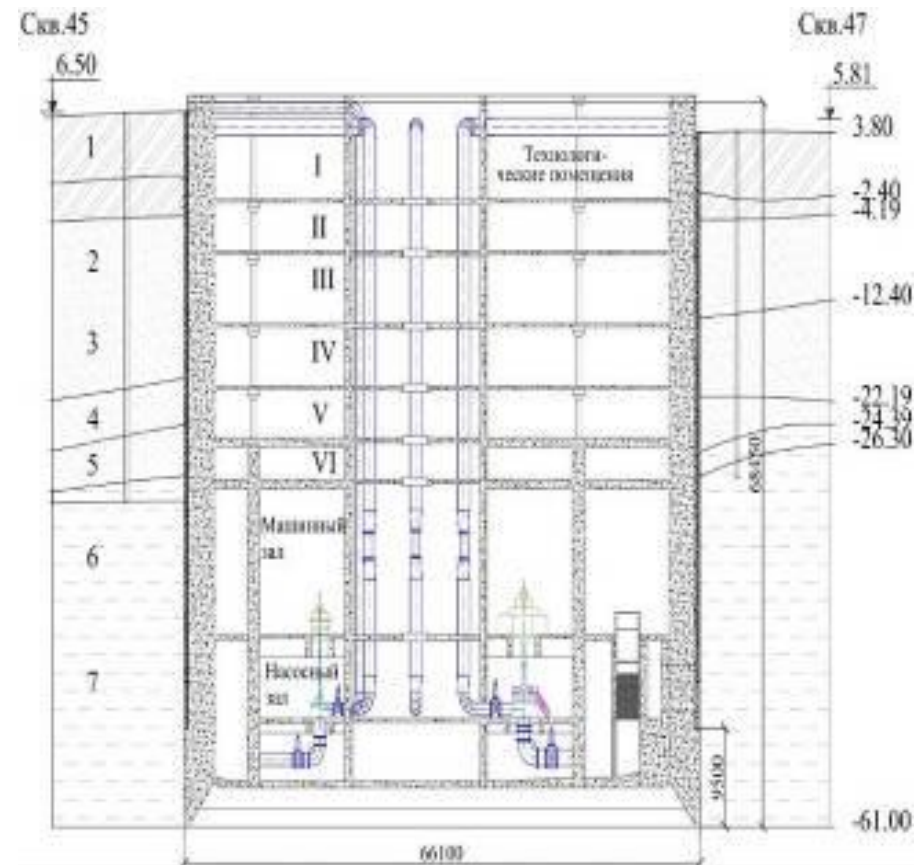 Скв.45
Скв.47
6.50
5.81
3.80
1
I
Технологи-
ческие помещения
-2.40
-4.19
II
2
III
-12.40
3
IV
-22.19
4
V
-26.30
5
VI
Машинный
зал
6
7
Насосный
зал
9500
-61.00
66100